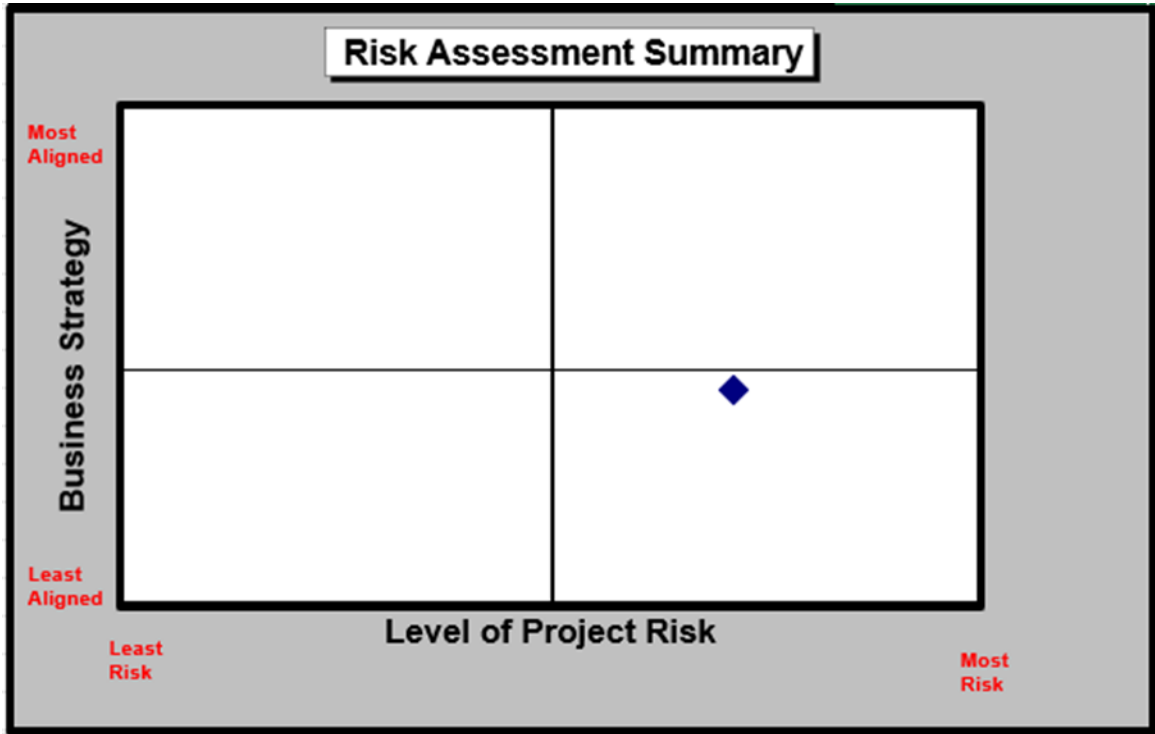 Risk Assessment Summary
Most
Aligned
Business Strategy
Least
Aligned
Level of Project Risk
Least
Risk
Most
Risk